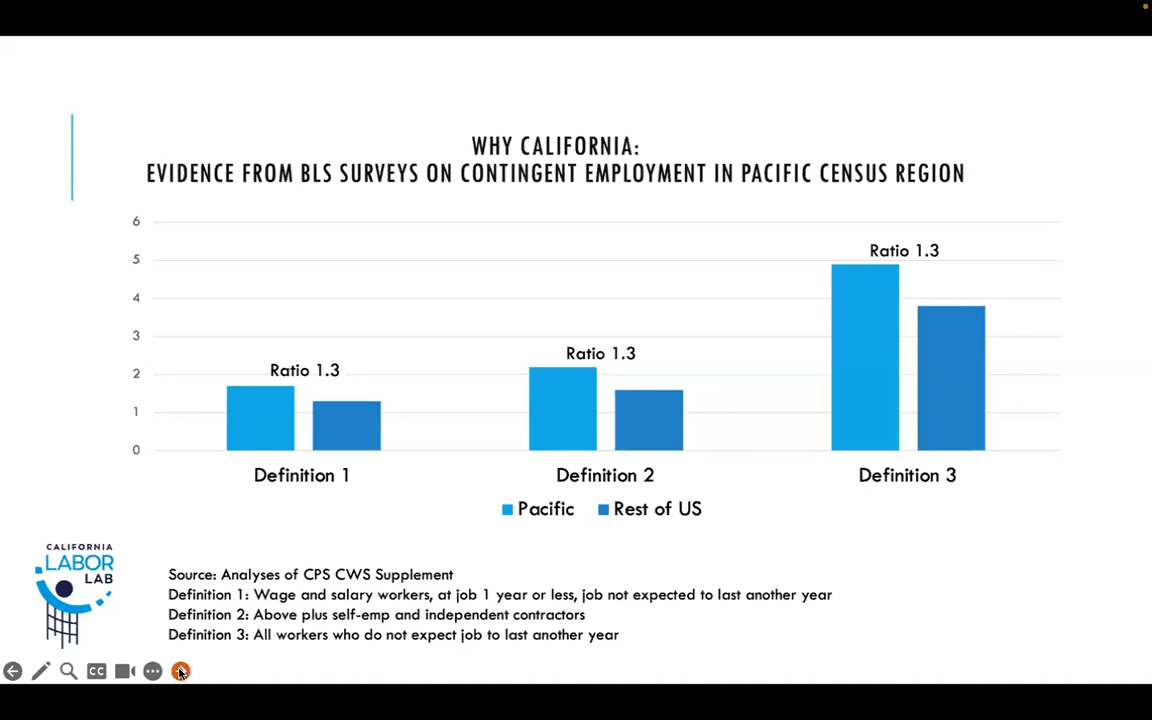 WHY CALIFORNIA:
EVIDENCE FROM BLS SURVEYS ON CONTINGENT EMPLOYMENT IN PACIFIC CENSUS REGION
6
5
4
3
2
1
0
Ratio 1.3
Ratio 1.3
Ratio 1.3
Definition 1
Definition 2
Definition 3
Pacific
Rest of US
CALIFORNIA
LABOR
LAB
Source: Analyses of CPS CWS Supplement
Definition 1: Wage and salary workers, at job 1 year or less, job not expected to last another year
Definition 2: Above plus self-emp and independent contractors
Definition 3: All workers who do not expect job to last another year
CC